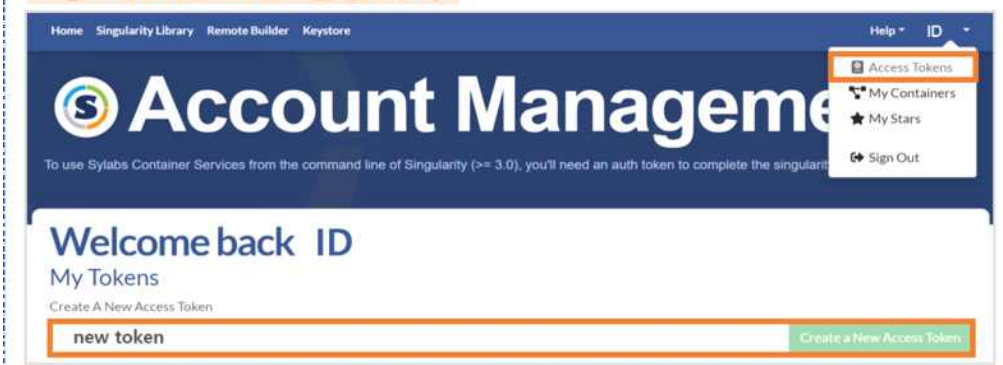 Home Singularity Library Remote Builder Keystore Help ID
Access Tokens
My Containers
My Stars
Sign Out
S Account Manageme
To use Sylabs Container Services from the command line of Singularity (>= 3.0), you'll need an auth token to complete the singularit
Welcome back ID
My Tokens
Create A New Access Token
new token Create a New Access Token